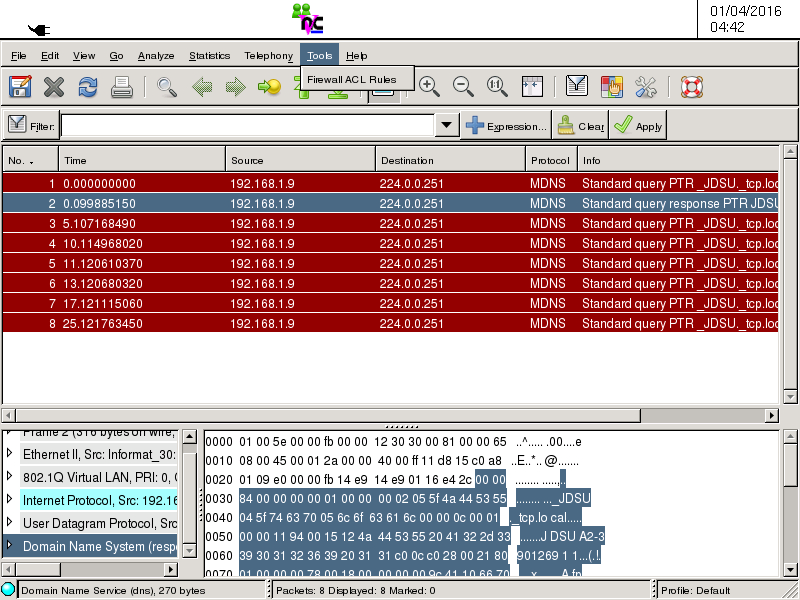 01/04/2016
04:42
nC
File Edit View Go Analyze Statistics Telephony Tools Help
Firewall ACL Rules
Filter: Expression... Clear Apply
No. Time Source Destination Protocol Info
1 0.000000000 192.168.1.9 224.0.0.251 MDNS Standard query PTR _JDSU._tcp.loc
2 0.099885150 192.168.1.9 224.0.0.251 MDNS Standard query response PTR JDSU
3 5.107168490 192.168.1.9 224.0.0.251 MDNS Standard query PTR _JDSU._tcp.loc
4 10.114968020 192.168.1.9 224.0.0.251 MDNS Standard query PTR _JDSU._tcp.loc
5 11.120610370 192.168.1.9 224.0.0.251 MDNS Standard query PTR _JDSU._tcp.loc
6 13.120680320 192.168.1.9 224.0.0.251 MDNS Standard query PTR _JDSU._tcp.loc
7 17.121115060 192.168.1.9 224.0.0.251 MDNS Standard query PTR _JDSU._tcp.loc
8 25.121763450 192.168.1.9 224.0.0.251 MDNS Standard query PTR _JDSU._tcp.loc
Frame 2 (316 bytes on wire,
Ethernet II, Src: Informat_30:
802.1Q Virtual LAN, PRI: 0, C
Internet Protocol, Src: 192.16
User Datagram Protocol, Src
Domain Name System (resp
0000 01 00 5e 00 00 fb 00 00 12 30 30 00 81 00 00 65 ..^..... .00....e
0010 08 00 45 00 01 2a 00 00 40 00 ff 11 d8 15 c0 a8 ..E..*.. @.......
0020 01 09 e0 00 00 fb 14 e9 14 e9 01 16 e4 2c 00 00 ........ .....,..
0030 84 00 00 00 00 01 00 00 00 02 05 5f 4a 44 53 55 ........ ..._JDSU
0040 04 5f 74 63 70 05 6c 6f 63 61 6c 00 00 0c 00 01 ._tcp.lo cal.....
0050 00 00 11 94 00 15 12 4a 44 53 55 20 41 32 2d 33 .......J DSU A2-3
0060 39 30 31 32 36 39 20 31 31 c0 0c c0 28 00 21 80 901269 1 1...(.!.
0070 01 00 00 00 78 00 18 00 00 00 00 9c 41 10 66 70 ....x... ....A.fp
Domain Name Service (dns), 270 bytes Packets: 8 Displayed: 8 Marked: 0 Profile: Default